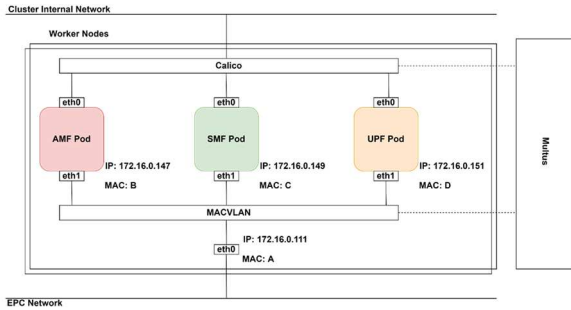 Cluster Internal Network
Worker Nodes
Calico
eth0
eth0
eth0
AMF Pod
SMF Pod
UPF Pod
Multus
IP: 172.16.0.147
IP: 172.16.0.149
IP: 172.16.0.151
eth1
eth1
eth1
MAC: B
MAC: C
MAC: D
MACVLAN
IP: 172.16.0.111
eth0
MAC: A
EPC Network